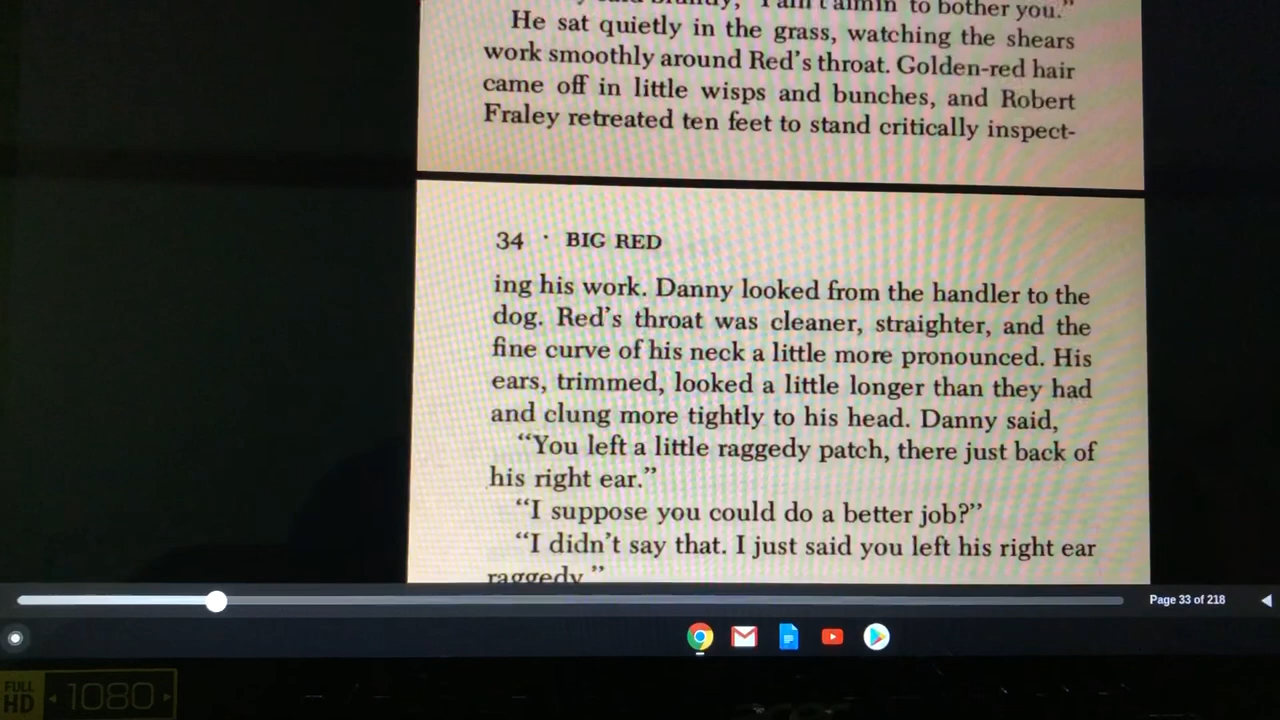 to bother you.”
He sat quietly in the grass, watching the shears
work smoothly around Red’s throat. Golden-red hair
came off in little wisps and bunches, and Robert
Fraley retreated ten feet to stand critically inspect-
34 · BIG RED
ing his work. Danny looked from the handler to the
dog. Red’s throat was cleaner, straighter, and the
fine curve of his neck a little more pronounced. His
ears, trimmed, looked a little longer than they had
and clung more tightly to his head. Danny said,
“You left a little raggedy patch, there just back of
his right ear.”
“I suppose you could do a better job?”
“I didn’t say that. I just said you left his right ear
raggedy.”
Page 33 of 218
FULL HD 1080